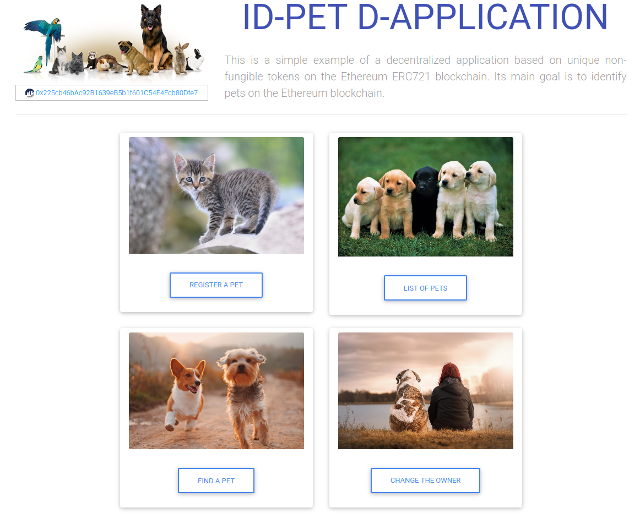 ID-PET D-APPLICATION
This is a simple example of a decentralized application based on unique non-
fungible tokens on the Ethereum ERC721 blockchain. Its main goal is to identify
pets on the Ethereum blockchain.
REGISTER A PET
LIST OF PETS
FIND A PET
CHANGE THE OWNER